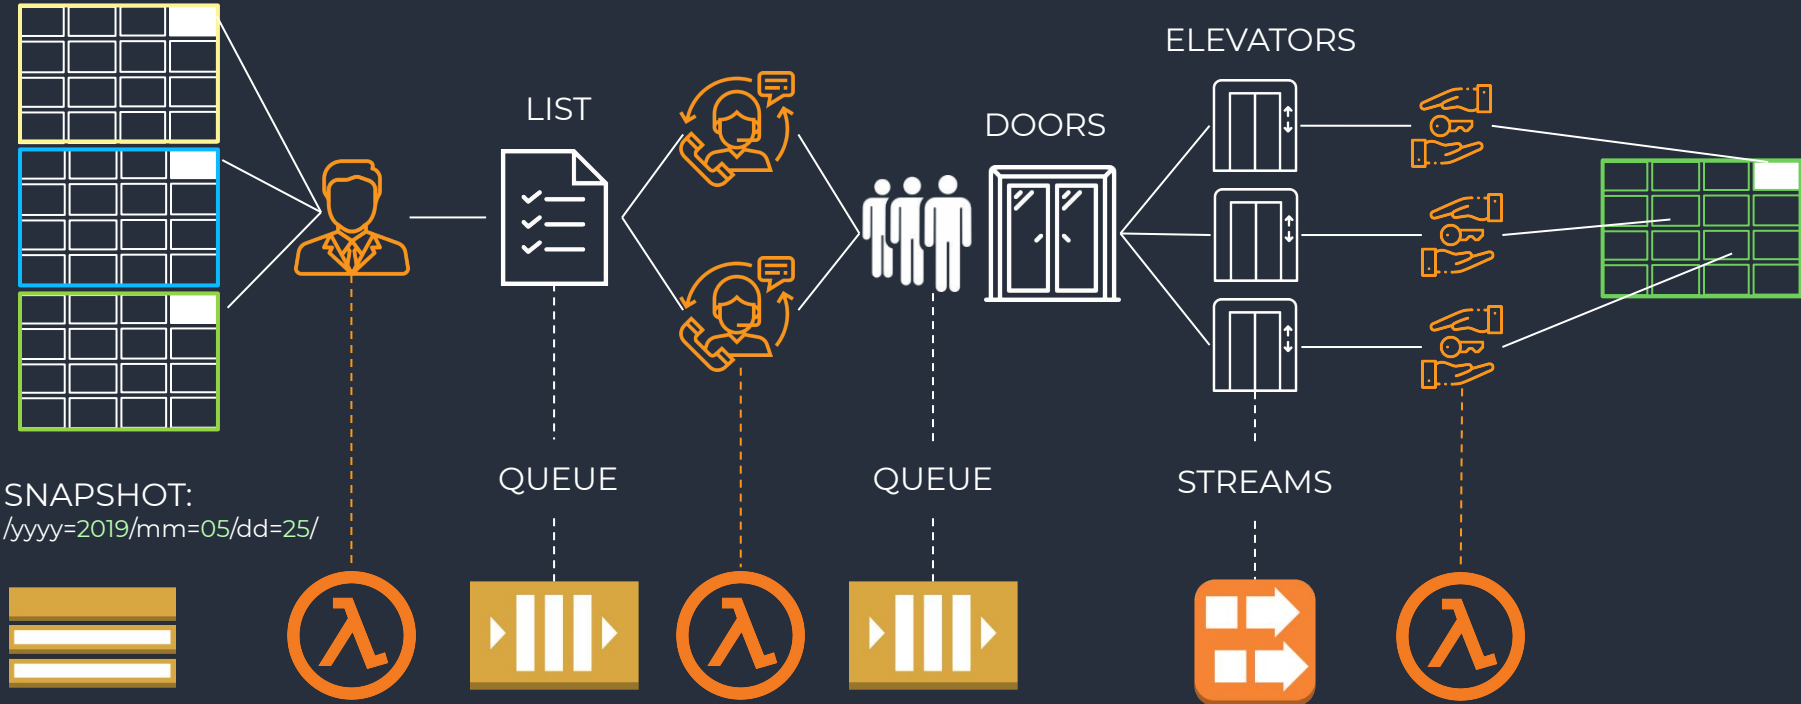 ELEVATORS
LIST
DOORS
QUEUE
QUEUE
STREAMS
SNAPSHOT:
/yyyy=2019/mm=05/dd=25/